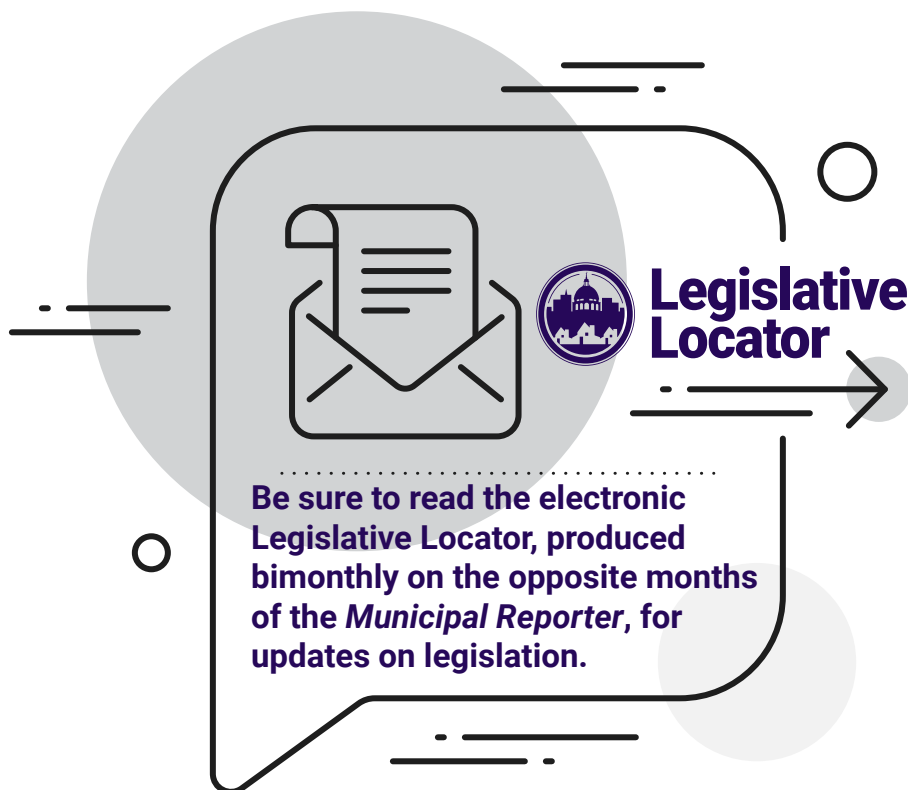 Legislative
Locator
Be sure to read the electronic
Legislative Locator, produced
bimonthly on the opposite months
of the Municipal Reporter, for
updates on legislation.